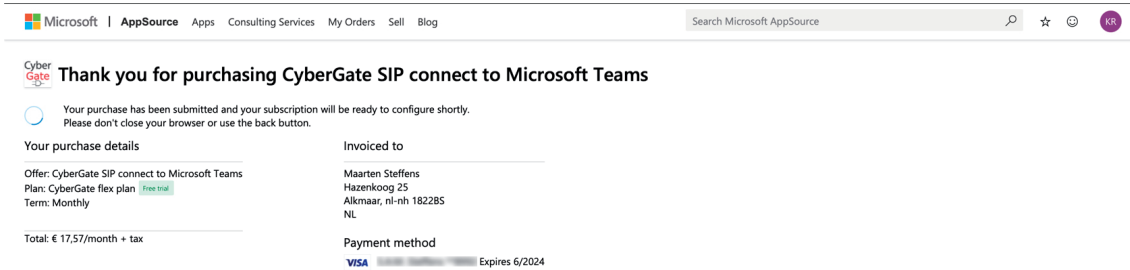 Microsoft | AppSource Apps Consulting Services My Orders Sell Blog Search Microsoft AppSource KR
Cyber Gate
Thank you for purchasing CyberGate SIP connect to Microsoft Teams
Your purchase has been submitted and your subscription will be ready to configure shortly.
Please don't close your browser or use the back button.
Your purchase details
Offer: CyberGate SIP connect to Microsoft Teams
Plan: CyberGate flex plan Free trial
Term: Monthly
Total: € 17,57/month + tax
Invoiced to
Maarten Steffens
Hazenkoog 25
Alkmaar, nl-nh 1822BS
NL
Payment method
VISA Expires 6/2024